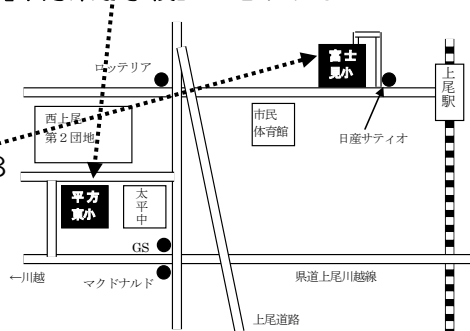 ロッテリア
富士
見小
上尾駅
西上尾
第2団地
市民
体育館
日産サティオ
平方
東小
太平中
GS
←川越
マクドナルド
県道上尾川越線
上尾道路